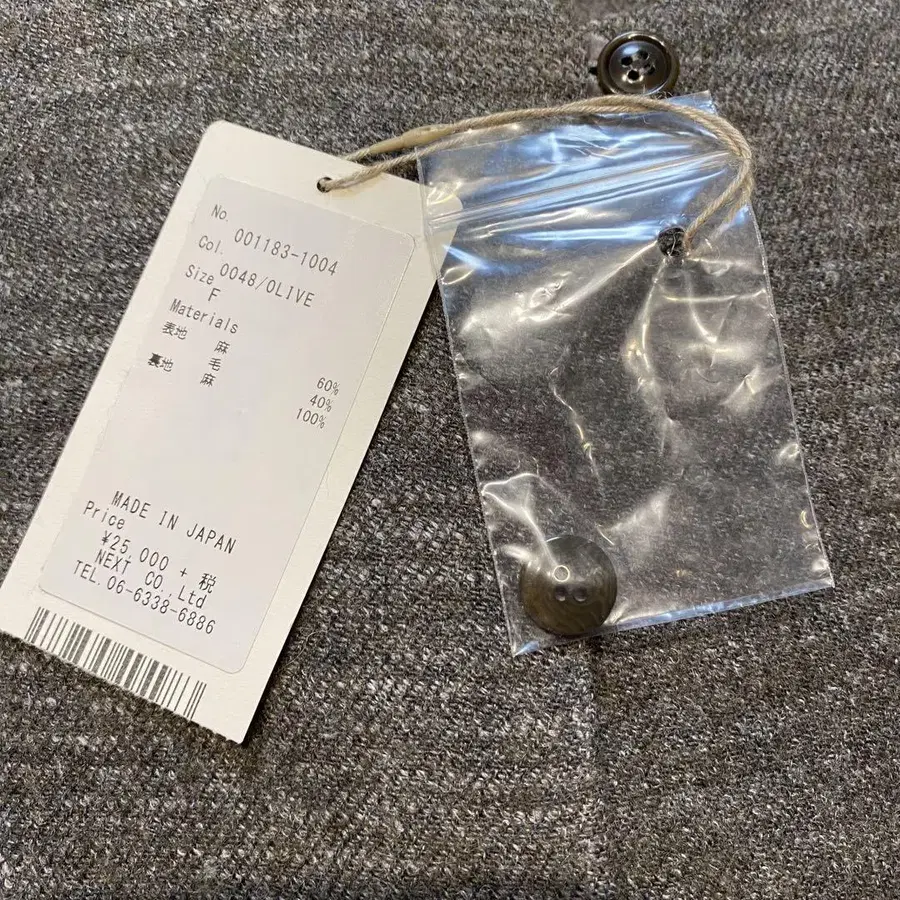 No. 001183-1004
Col. 0048/OLIVE
Size F
Materials
表地 麻 60%
毛 40%
裏地 麻 100%
MADE IN JAPAN
Price
¥25,000 + 税
NEXT CO.,Ltd
TEL.06-6338-6886